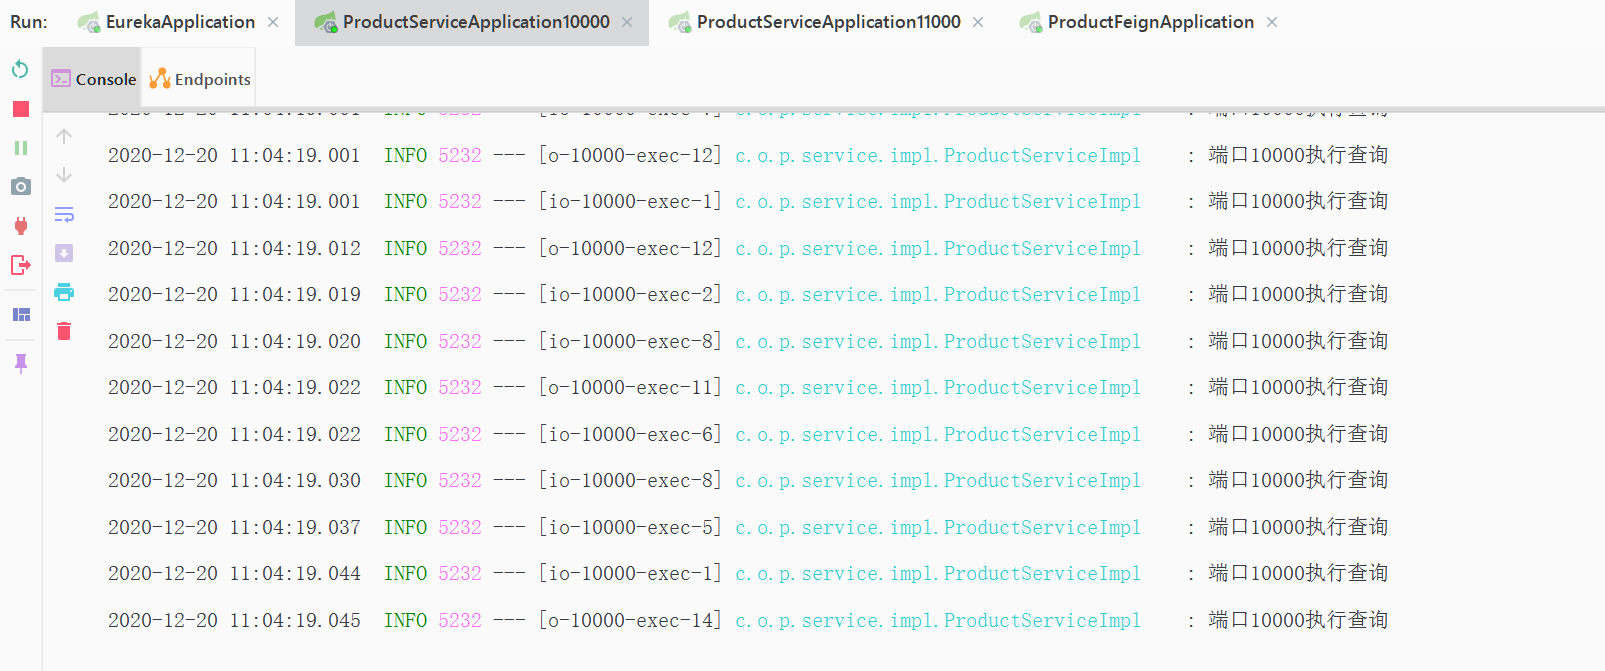 Run: EurekaApplication × ProductServiceApplication10000 × ProductServiceApplication11000 × ProductFeignApplication ×
Console Endpoints
2020-12-20 11:04:19.001 INFO 5232 --- [o-10000-exec-12] c.o.p.service.impl.ProductServiceImpl : 端口10000执行查询
2020-12-20 11:04:19.001 INFO 5232 --- [io-10000-exec-1] c.o.p.service.impl.ProductServiceImpl : 端口10000执行查询
2020-12-20 11:04:19.012 INFO 5232 --- [o-10000-exec-12] c.o.p.service.impl.ProductServiceImpl : 端口10000执行查询
2020-12-20 11:04:19.019 INFO 5232 --- [io-10000-exec-2] c.o.p.service.impl.ProductServiceImpl : 端口10000执行查询
2020-12-20 11:04:19.020 INFO 5232 --- [io-10000-exec-8] c.o.p.service.impl.ProductServiceImpl : 端口10000执行查询
2020-12-20 11:04:19.022 INFO 5232 --- [o-10000-exec-11] c.o.p.service.impl.ProductServiceImpl : 端口10000执行查询
2020-12-20 11:04:19.022 INFO 5232 --- [io-10000-exec-6] c.o.p.service.impl.ProductServiceImpl : 端口10000执行查询
2020-12-20 11:04:19.030 INFO 5232 --- [io-10000-exec-8] c.o.p.service.impl.ProductServiceImpl : 端口10000执行查询
2020-12-20 11:04:19.037 INFO 5232 --- [io-10000-exec-5] c.o.p.service.impl.ProductServiceImpl : 端口10000执行查询
2020-12-20 11:04:19.044 INFO 5232 --- [io-10000-exec-1] c.o.p.service.impl.ProductServiceImpl : 端口10000执行查询
2020-12-20 11:04:19.045 INFO 5232 --- [o-10000-exec-14] c.o.p.service.impl.ProductServiceImpl : 端口10000执行查询